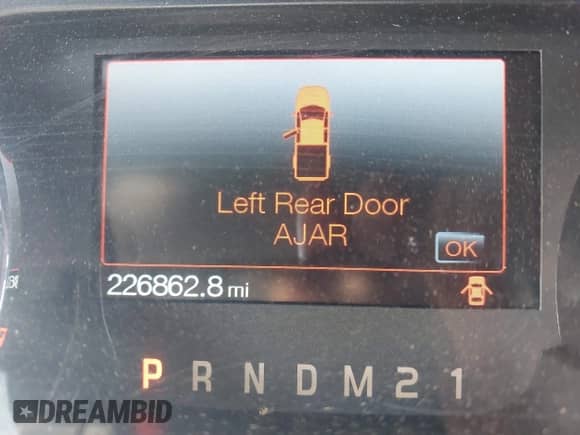 Left Rear Door
AJAR
OK
226862.8 mi
P R N D M 2 1
DREAMBID